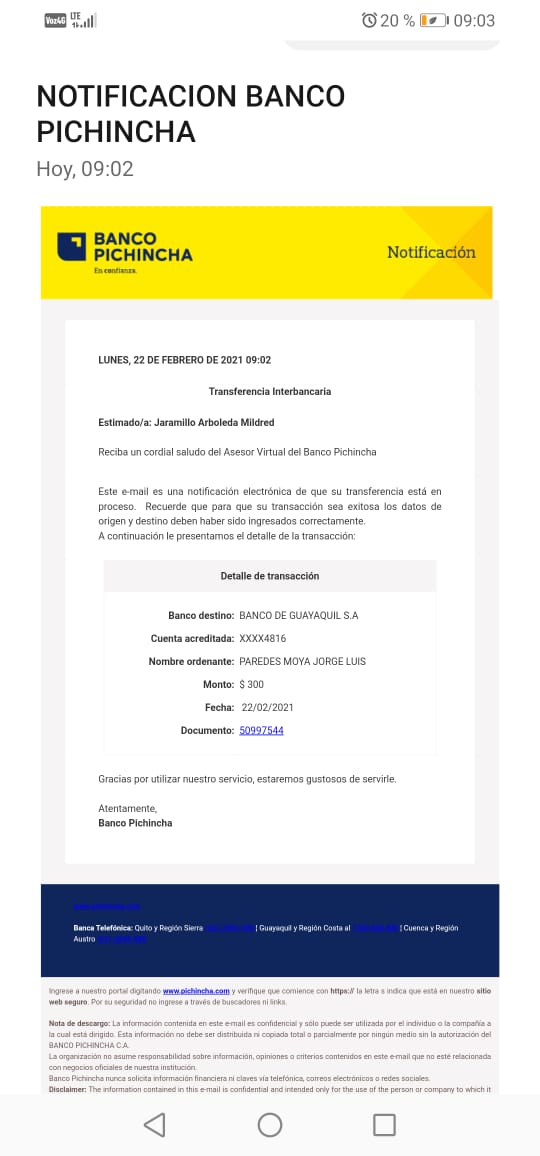 Voz4G LTE 20 % 09:03
NOTIFICACION BANCO
PICHINCHA
Hoy, 09:02
BANCO
PICHINCHA
En confianza.
Notificación
LUNES, 22 DE FEBRERO DE 2021 09:02
Transferencia Interbancaria
Estimado/a: Jaramillo Arboleda Mildred
Reciba un cordial saludo del Asesor Virtual del Banco Pichincha
Este e-mail es una notificación electrónica de que su transferencia está en
proceso. Recuerde que para que su transacción sea exitosa los datos de
origen y destino deben haber sido ingresados correctamente.
A continuación le presentamos el detalle de la transacción:
Detalle de transacción
Banco destino: BANCO DE GUAYAQUIL S.A
Cuenta acreditada: XXXX4816
Nombre ordenante: PAREDES MOYA JORGE LUIS
Monto: $ 300
Fecha: 22/02/2021
Documento: 50997544
Gracias por utilizar nuestro servicio, estaremos gustosos de servirle.
Atentamente,
Banco Pichincha
Banca Telefónica: Quito y Región Sierra | Guayaquil y Región Costa al | Cuenca y Región
Austro
Ingrese a nuestro portal digitando www.pichincha.com y verifique que comience con https:// la letra s indica que está en nuestro sitio
web seguro. Por su seguridad no ingrese a través de buscadores ni links.
Nota de descargo: La información contenida en este e-mail es confidencial y sólo puede ser utilizada por el individuo o la compañía a
la cual está dirigido. Esta información no debe ser distribuida ni copiada total o parcialmente por ningún medio sin la autorización del
BANCO PICHINCHA C.A.
La organización no asume responsabilidad sobre información, opiniones o criterios contenidos en este e-mail que no esté relacionada
con negocios oficiales de nuestra institución.
Banco Pichincha nunca solicita información financiera ni claves vía telefónica, correos electrónicos o redes sociales.
Disclaimer: The information contained in this e-mail is confidential and intended only for the use of the person or company to which it